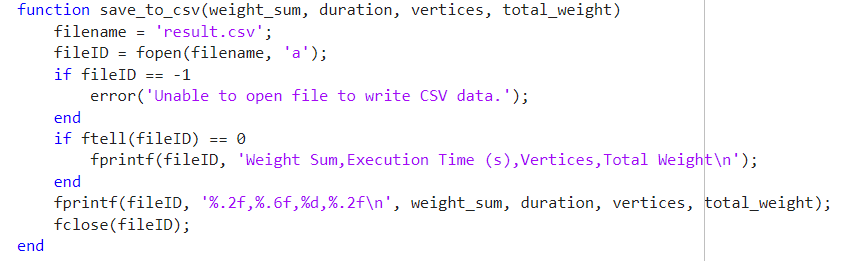 function save_to_csv(weight_sum, duration, vertices, total_weight)
    filename = 'result.csv';
    fileID = fopen(filename, 'a');
    if fileID == -1
        error('Unable to open file to write CSV data.');
    end
    if ftell(fileID) == 0
        fprintf(fileID, 'Weight Sum,Execution Time (s),Vertices,Total Weight\n');
    end
    fprintf(fileID, '%.2f,%.6f,%d,%.2f\n', weight_sum, duration, vertices, total_weight);
    fclose(fileID);
end